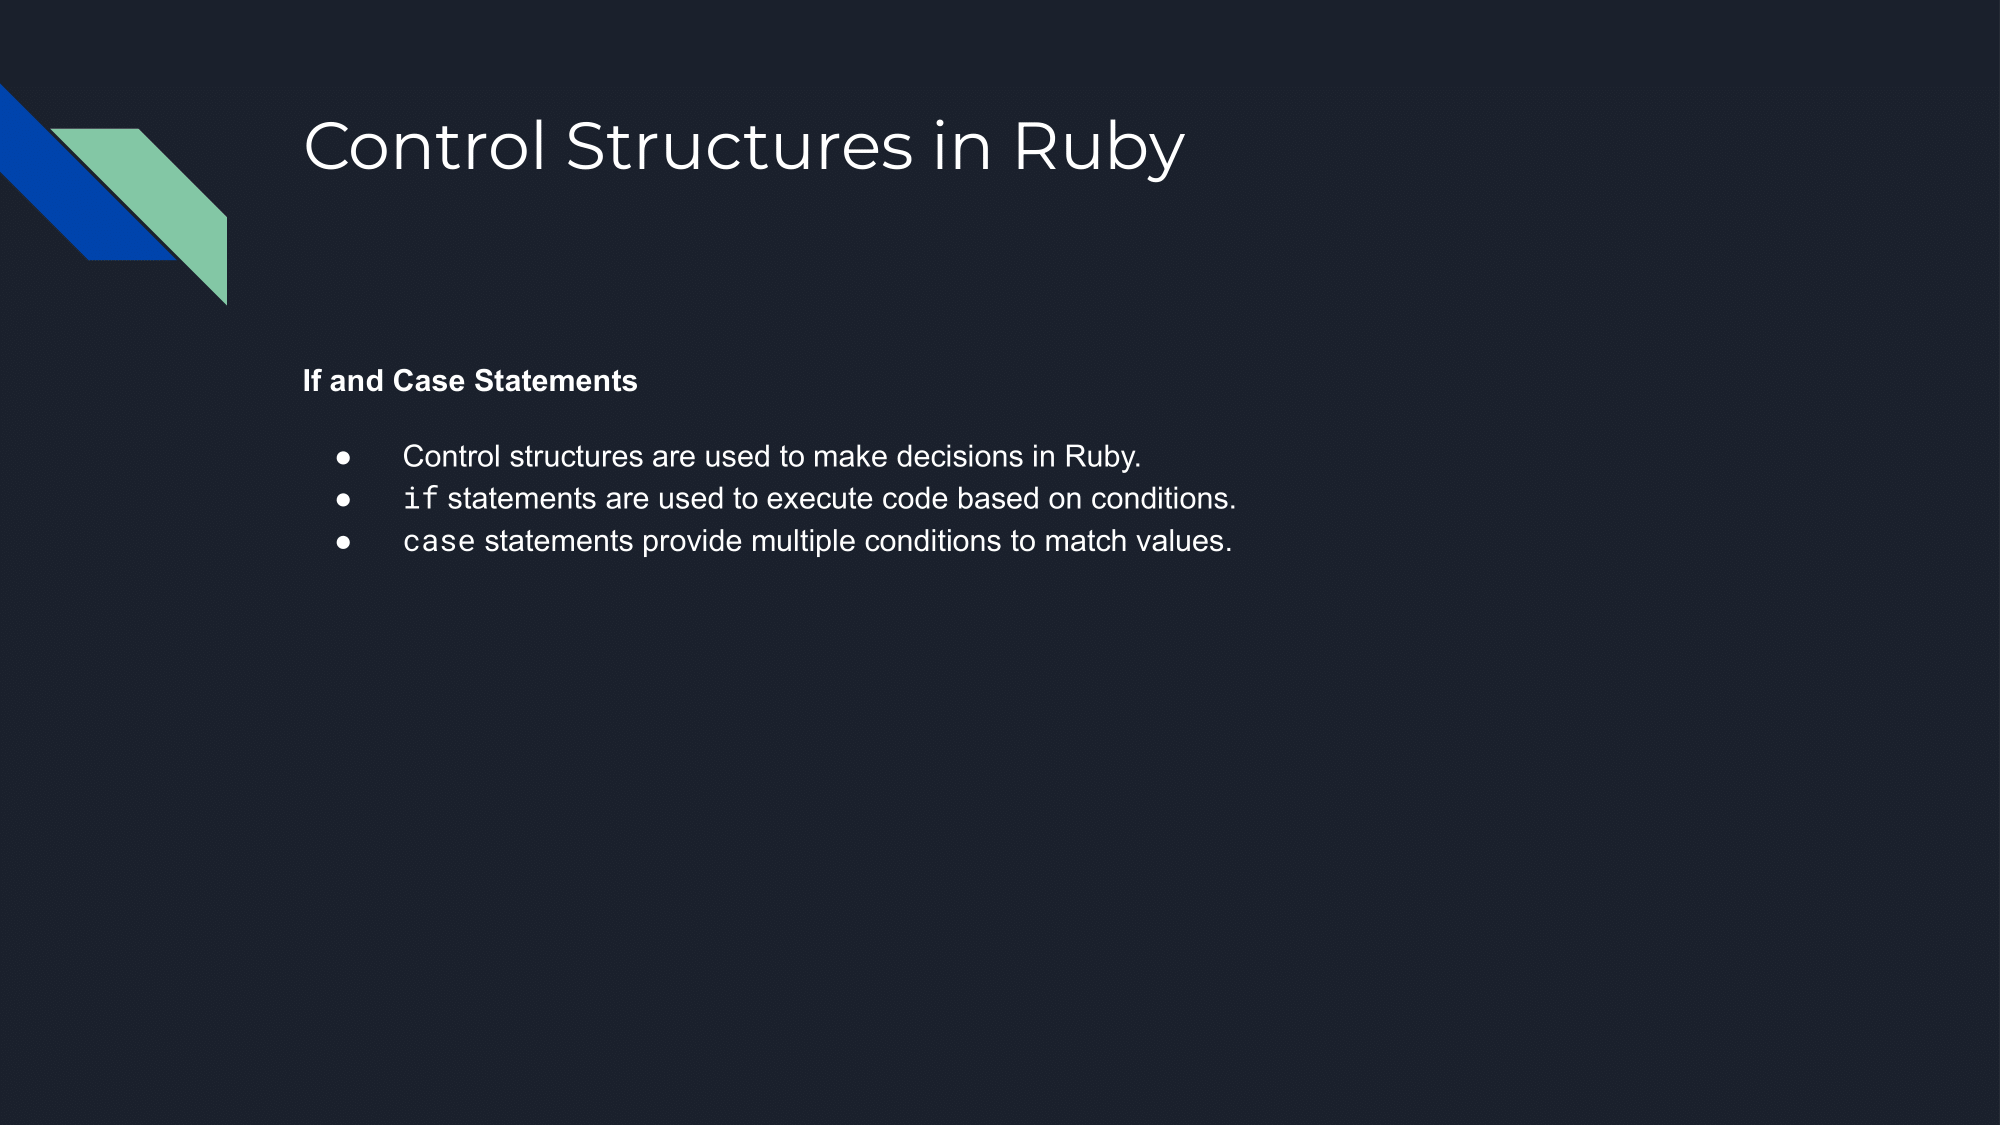 Control Structures in Ruby
If and Case Statements
● Control structures are used to make decisions in Ruby.
● if statements are used to execute code based on conditions.
● case statements provide multiple conditions to match values.